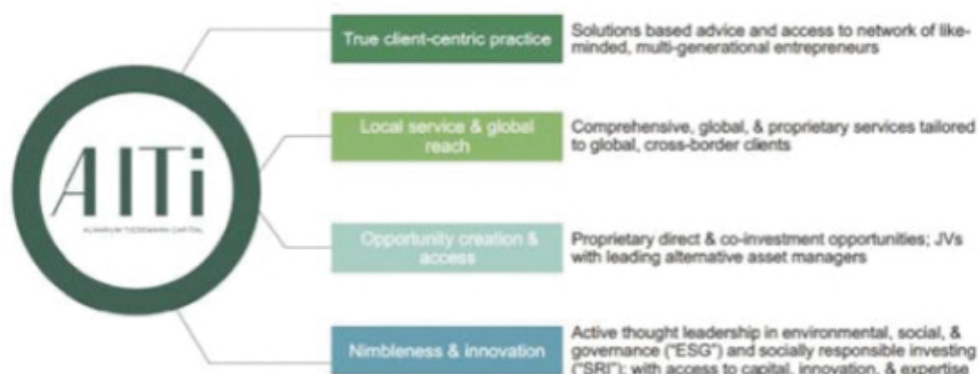 AlTi
ALVARIUM TIEDEMANN CAPITAL
True client-centric practice
Solutions based advice and access to network of like-
minded, multi-generational entrepreneurs
Local service & global
reach
Comprehensive, global, & proprietary services tailored
to global, cross-border clients
Opportunity creation &
access
Proprietary direct & co-investment opportunities; JVs
with leading alternative asset managers
Nimbleness & innovation
Active thought leadership in environmental, social, &
governance ("ESG") and socially responsible investing
("SRI"); with access to capital, innovation, & expertise